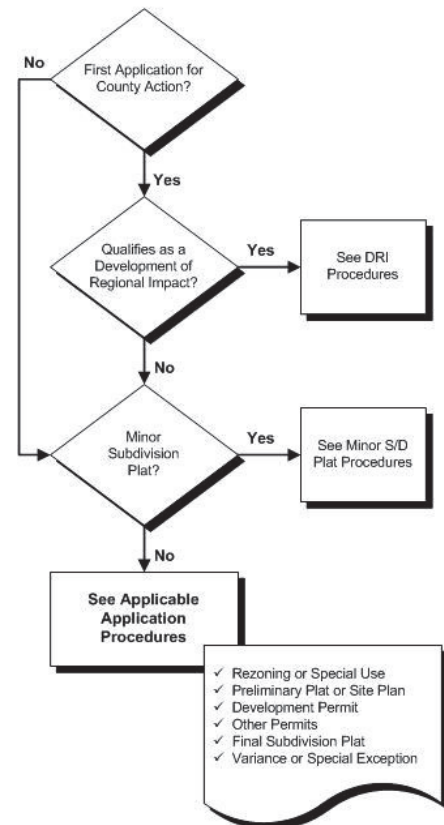 First Application for
County Action?
No
Yes
Qualifies as a
Development of
Regional Impact?
Yes
See DRI
Procedures
No
Minor
Subdivision
Plat?
Yes
See Minor S/D
Plat Procedures
No
See Applicable
Application
Procedures
✓ Rezoning or Special Use
✓ Preliminary Plat or Site Plan
✓ Development Permit
✓ Other Permits
✓ Final Subdivision Plat
✓ Variance or Special Exception